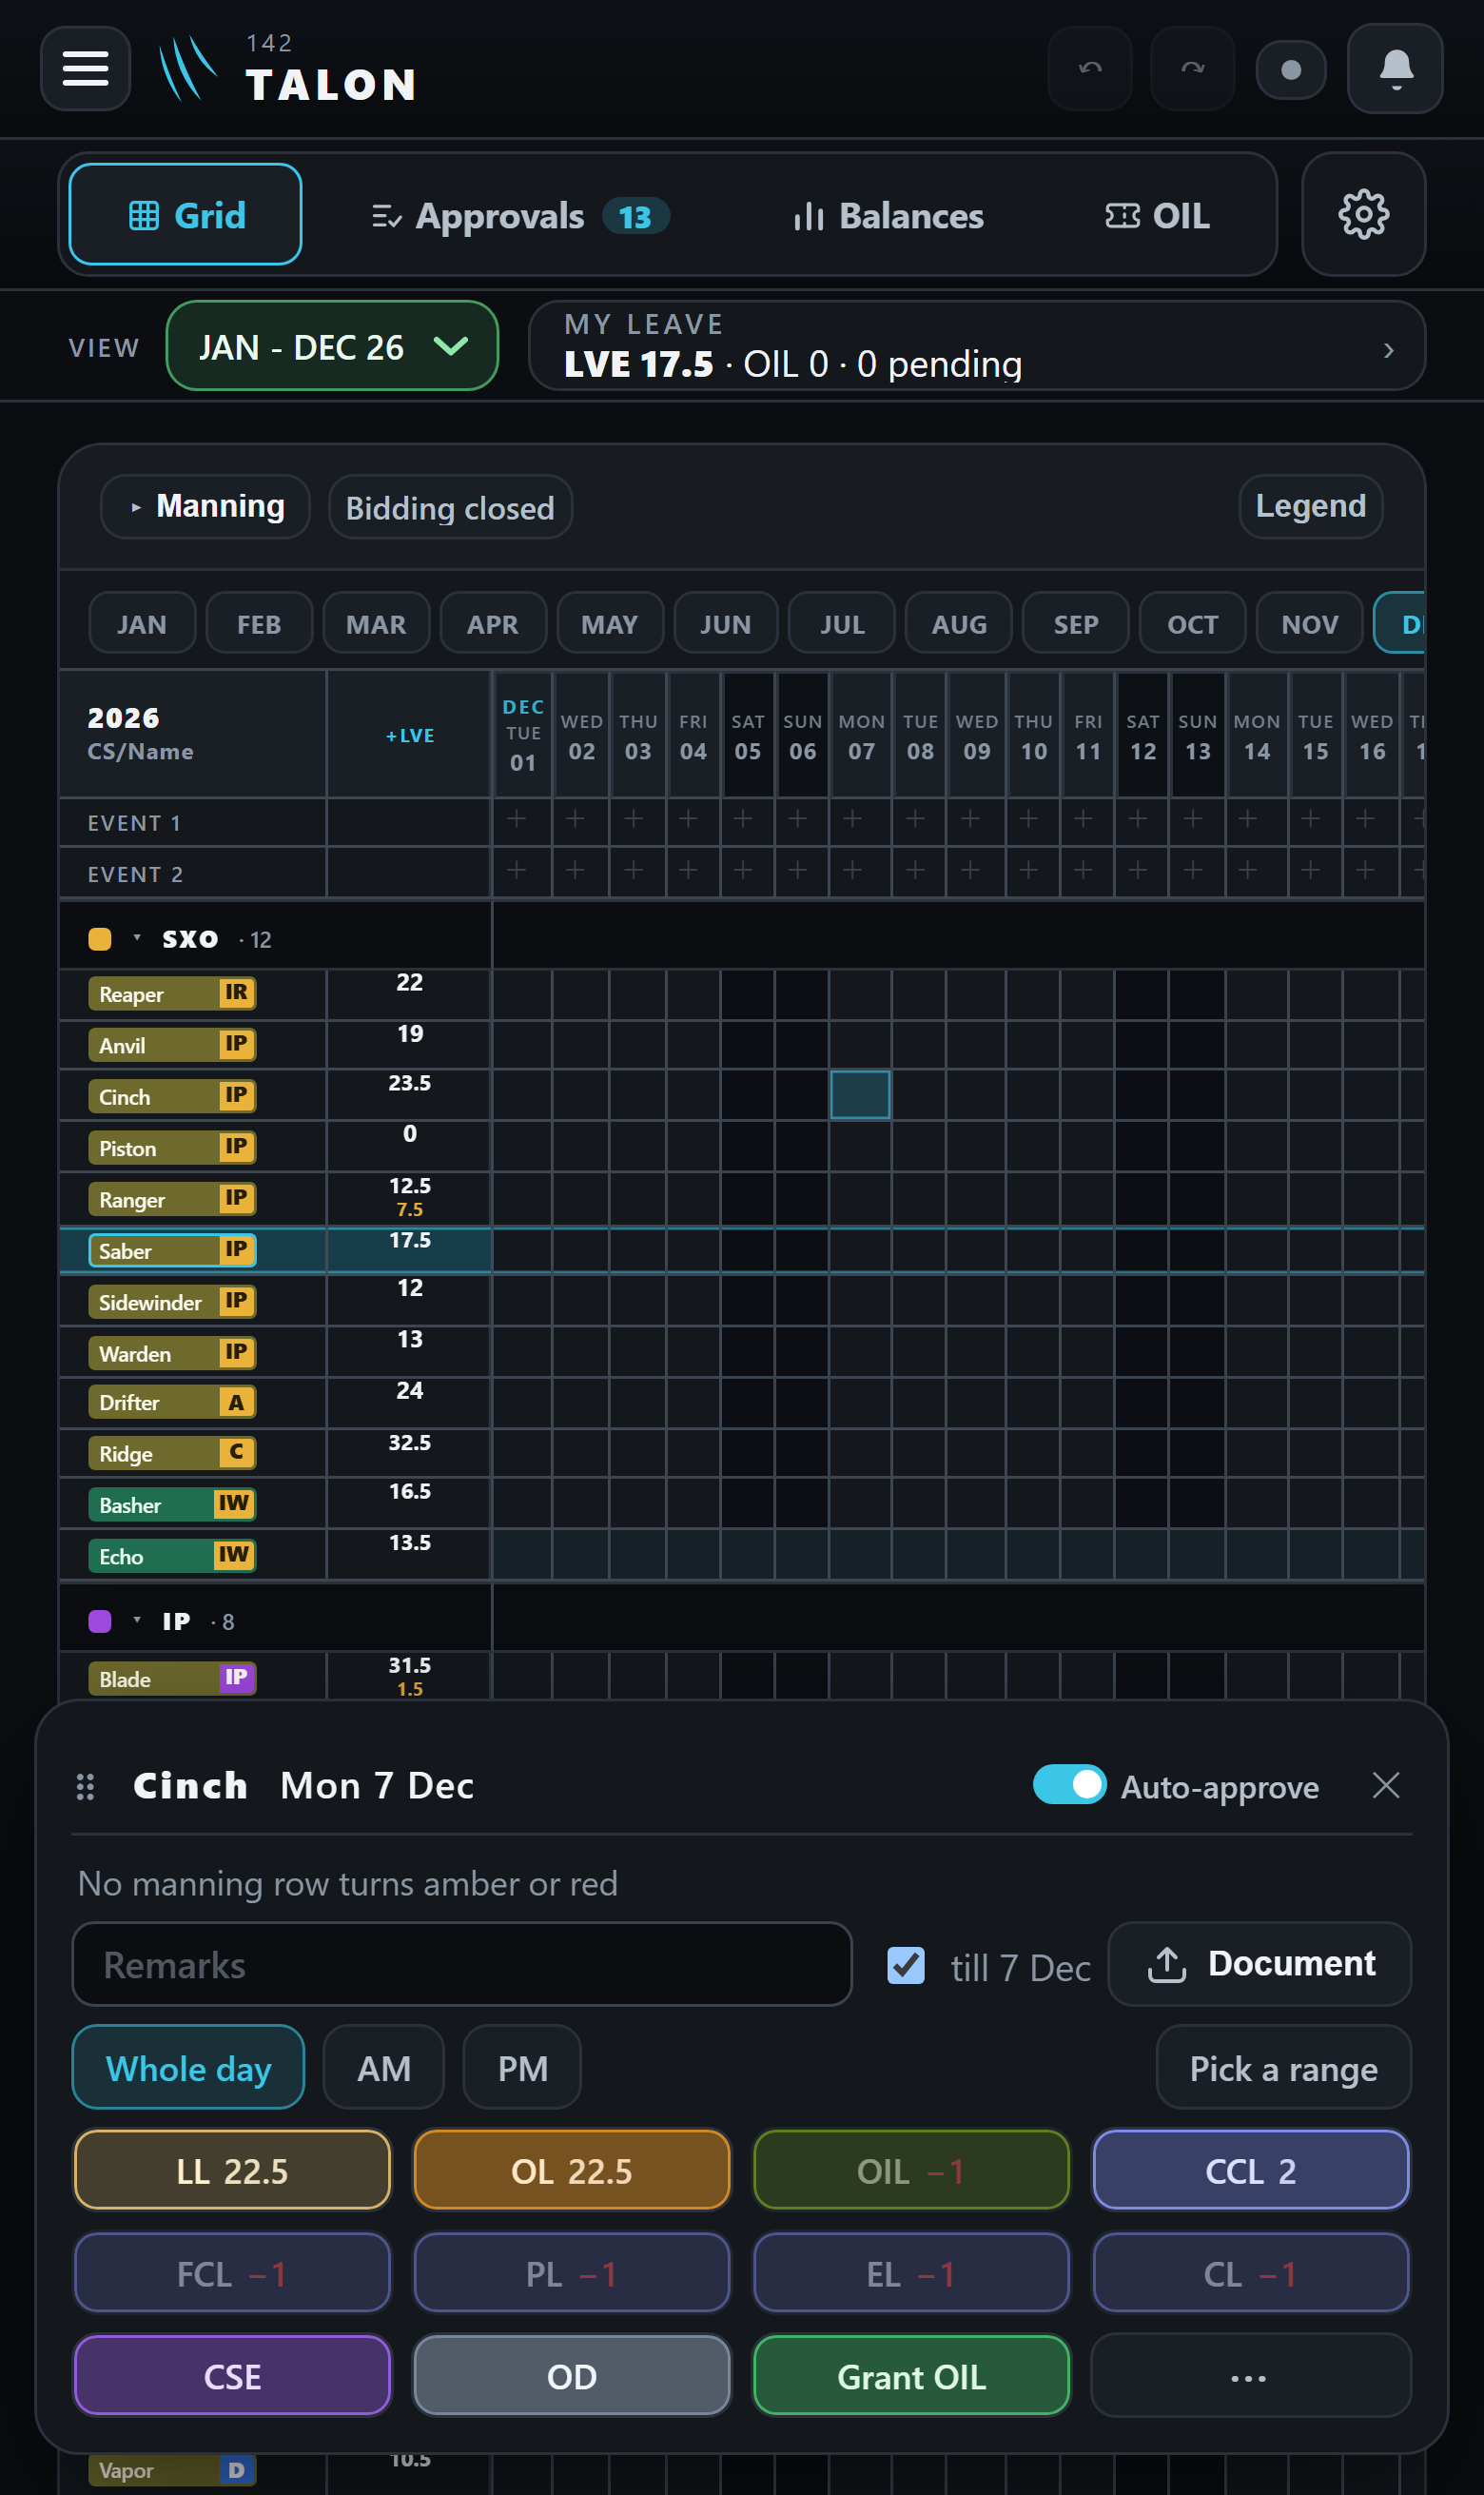 142
TALON
Grid
Approvals 13
Balances
OIL
VIEW
JAN - DEC 26
MY LEAVE
LVE 17.5 · OIL 0 · 0 pending
▸ Manning
Bidding closed
Legend
JAN FEB MAR APR MAY JUN JUL AUG SEP OCT NOV
2026
CS/Name
+LVE
DEC TUE 01
WED 02
THU 03
FRI 04
SAT 05
SUN 06
MON 07
TUE 08
WED 09
THU 10
FRI 11
SAT 12
SUN 13
MON 14
TUE 15
WED 16
EVENT 1 + + + + + + + + + + + + + + + +
EVENT 2 + + + + + + + + + + + + + + + +
SXO · 12
Reaper IR 22
Anvil IP 19
Cinch IP 23.5
Piston IP 0
Ranger IP 12.5
7.5
Saber IP 17.5
Sidewinder IP 12
Warden IP 13
Drifter A 24
Ridge C 32.5
Basher IW 16.5
Echo IW 13.5
IP · 8
Blade IP 31.5
1.5
Cinch Mon 7 Dec
Auto-approve
No manning row turns amber or red
Remarks
till 7 Dec
Document
Whole day
AM
PM
Pick a range
LL 22.5
OL 22.5
OIL −1
CCL 2
FCL −1
PL −1
EL −1
CL −1
CSE
OD
Grant OIL
...
Vapor D 10.5